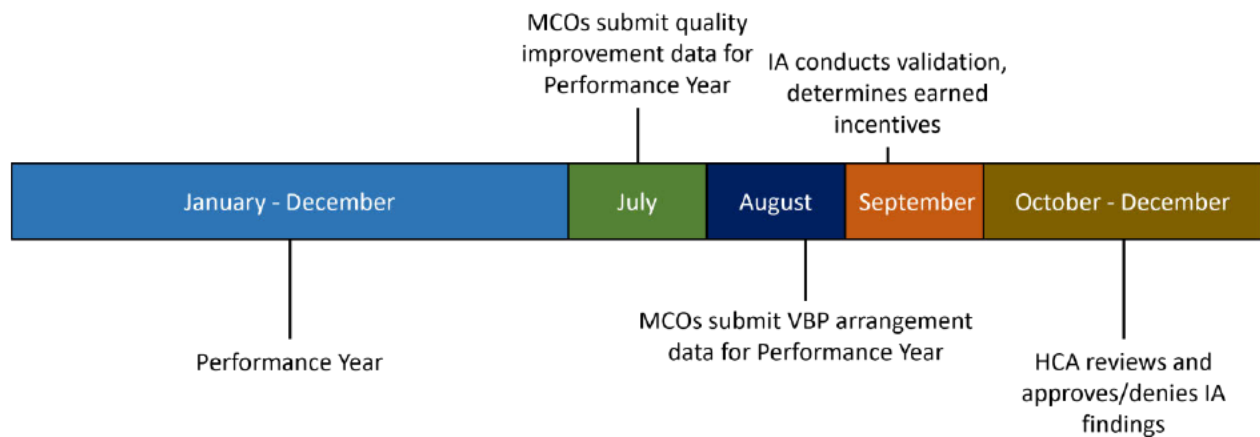 MCOs submit quality
improvement data for
Performance Year
IA conducts validation,
determines earned
incentives
January - December
July
August
September
October - December
Performance Year
MCOs submit VBP arrangement
data for Performance Year
HCA reviews and
approves/denies IA
findings